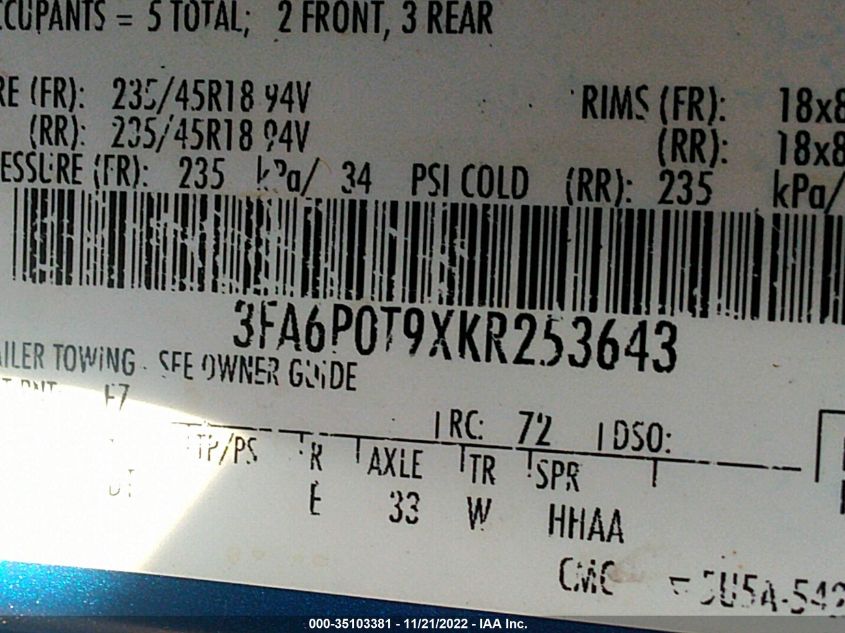 CCUPANTS = 5 TOTAL; 2 FRONT, 3 REAR
RE (FR): 235/45R18 94V RIMS (FR): 18x8
(RR): 235/45R18 94V (RR): 18x8
ESSURE (FR): 235 kPa/ 34 PSI COLD (RR): 235 kPa/
3FA6P0T9XKR253643
AILER TOWING - SEE OWNER GUIDE
RC: 72 DSO:
TP/PS R AXLE TR SPR
E 33 W HHAA
CMC 5U5A-542
000-35103381 - 11/21/2022 - IAA Inc.